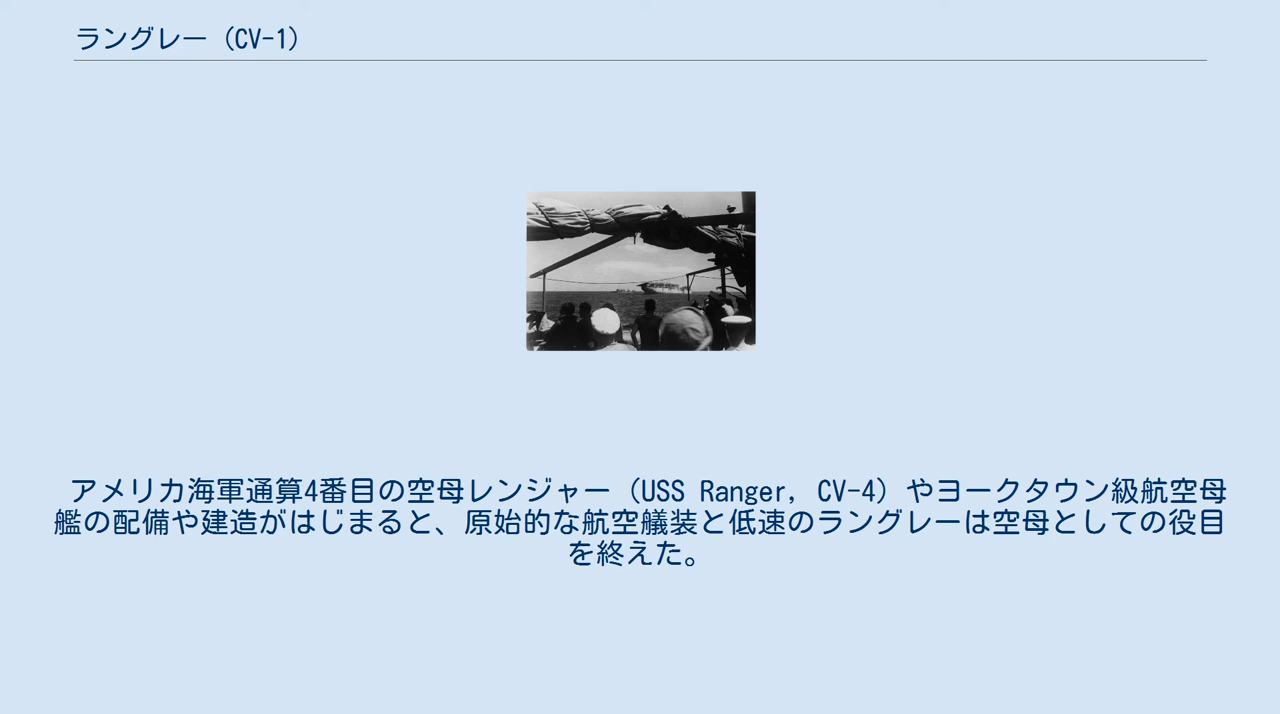 ラングレー（CV-1）
アメリカ海軍通算4番目の空母レンジャー（USS Ranger, CV-4）やヨークタウン級航空母
艦の配備や建造がはじまると、原始的な航空艤装と低速のラングレーは空母としての役目
を終えた。